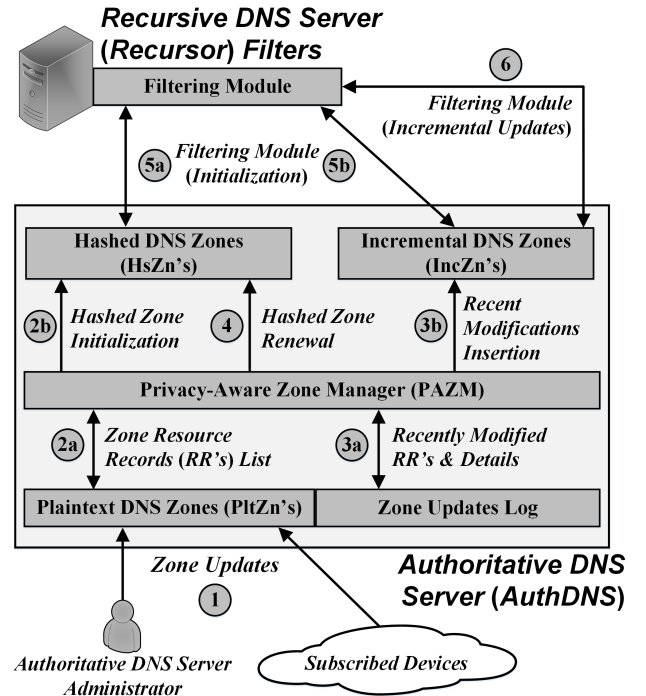 Recursive DNS Server
(Recursor) Filters
Filtering Module
6
Filtering Module
(Incremental Updates)
5a
Filtering Module
(Initialization)
5b
Hashed DNS Zones
(HsZn's)
Incremental DNS Zones
(IncZn's)
2b
Hashed Zone
Initialization
4
Hashed Zone
Renewal
3b
Recent
Modifications
Insertion
Privacy-Aware Zone Manager (PAZM)
2a
Zone Resource
Records (RR's) List
3a
Recently Modified
RR's & Details
Plaintext DNS Zones (PltZn's)
Zone Updates Log
Zone Updates
1
Authoritative DNS
Server (AuthDNS)
Authoritative DNS Server
Administrator
Subscribed Devices